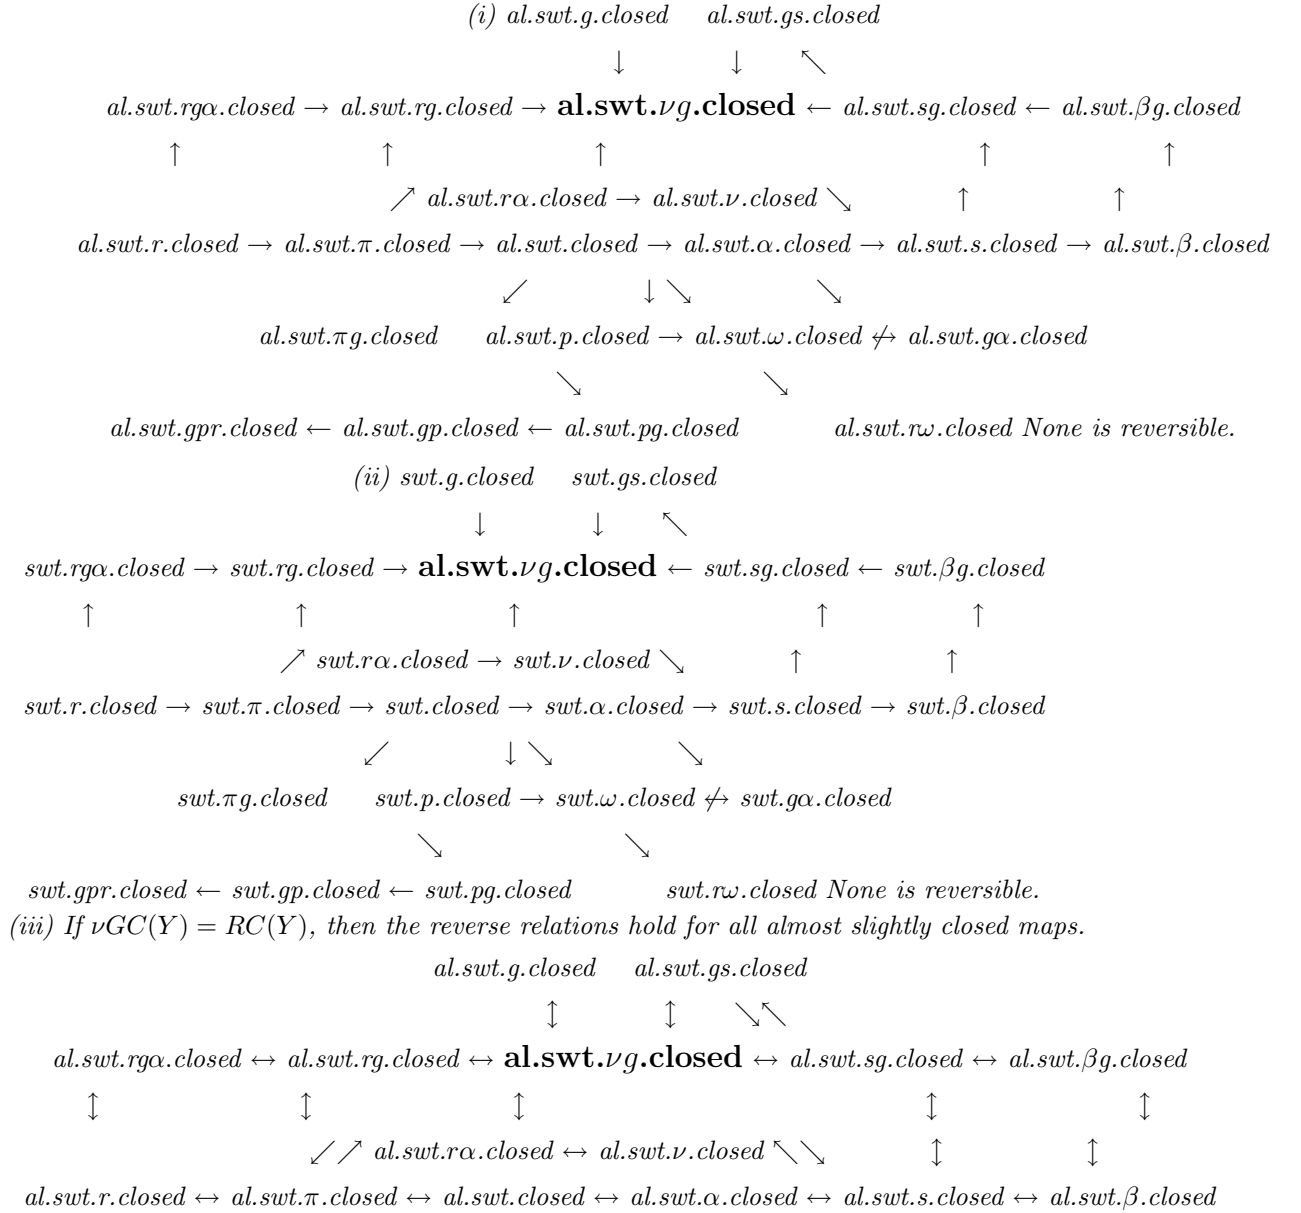 (i) al.swt.g.closed al.swt.gs.closed
↓ ↓ ↖
al.swt.rgα.closed → al.swt.rg.closed → al.swt.νg.closed ← al.swt.sg.closed ← al.swt.βg.closed
↑ ↑ ↑ ↑ ↑
↗ al.swt.rα.closed → al.swt.ν.closed ↘ ↑ ↑
al.swt.r.closed → al.swt.π.closed → al.swt.closed → al.swt.α.closed → al.swt.s.closed → al.swt.β.closed
↙ ↓ ↘ ↘
al.swt.πg.closed al.swt.p.closed → al.swt.ω.closed ↮ al.swt.gα.closed
↘ ↘
al.swt.gpr.closed ← al.swt.gp.closed ← al.swt.pg.closed al.swt.rω.closed None is reversible.
(ii) swt.g.closed swt.gs.closed
↓ ↓ ↖
swt.rgα.closed → swt.rg.closed → al.swt.νg.closed ← swt.sg.closed ← swt.βg.closed
↑ ↑ ↑ ↑ ↑
↗ swt.rα.closed → swt.ν.closed ↘ ↑ ↑
swt.r.closed → swt.π.closed → swt.closed → swt.α.closed → swt.s.closed → swt.β.closed
↙ ↓ ↘ ↘
swt.πg.closed swt.p.closed → swt.ω.closed ↮ swt.gα.closed
↘ ↘
swt.gpr.closed ← swt.gp.closed ← swt.pg.closed swt.rω.closed None is reversible.
(iii) If νGC(Y) = RC(Y), then the reverse relations hold for all almost slightly closed maps.
al.swt.g.closed al.swt.gs.closed
↕ ↕ ↘↖
al.swt.rgα.closed ↔ al.swt.rg.closed ↔ al.swt.νg.closed ↔ al.swt.sg.closed ↔ al.swt.βg.closed
↕ ↕ ↕ ↕ ↕
↙↗ al.swt.rα.closed ↔ al.swt.ν.closed ↖↘ ↕ ↕
al.swt.r.closed ↔ al.swt.π.closed ↔ al.swt.closed ↔ al.swt.α.closed ↔ al.swt.s.closed ↔ al.swt.β.closed